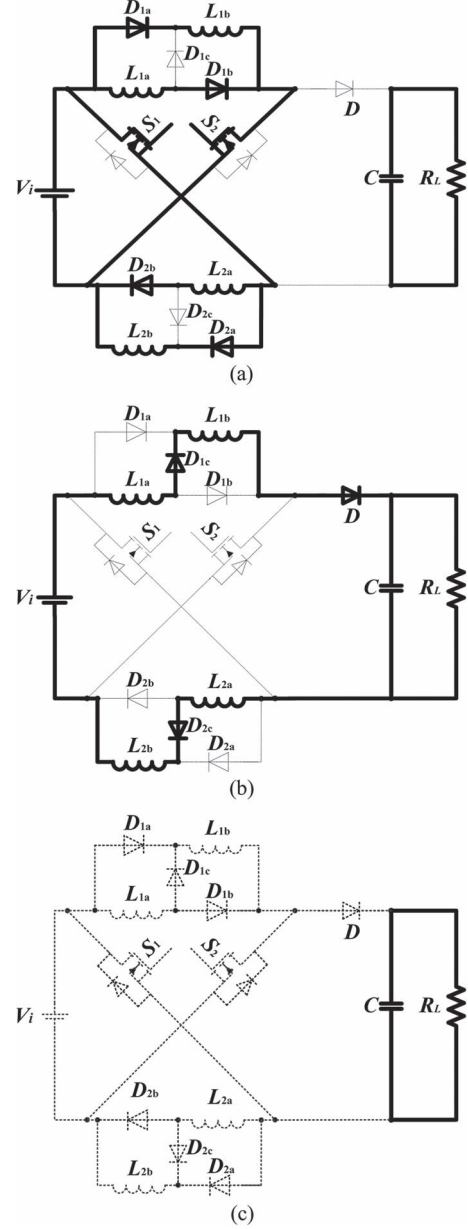 D1a L1b
D1c
L1a D1b
D
S1 S2
Vi C RL
D2b L2a
D2c
L2b D2a
(a)
D1a L1b
D1c
L1a D1b
D
S1 S2
Vi C RL
D2b L2a
D2c
L2b D2a
(b)
D1a L1b
D1c
L1a D1b
D
S1 S2
Vi C RL
D2b L2a
D2c
L2b D2a
(c)